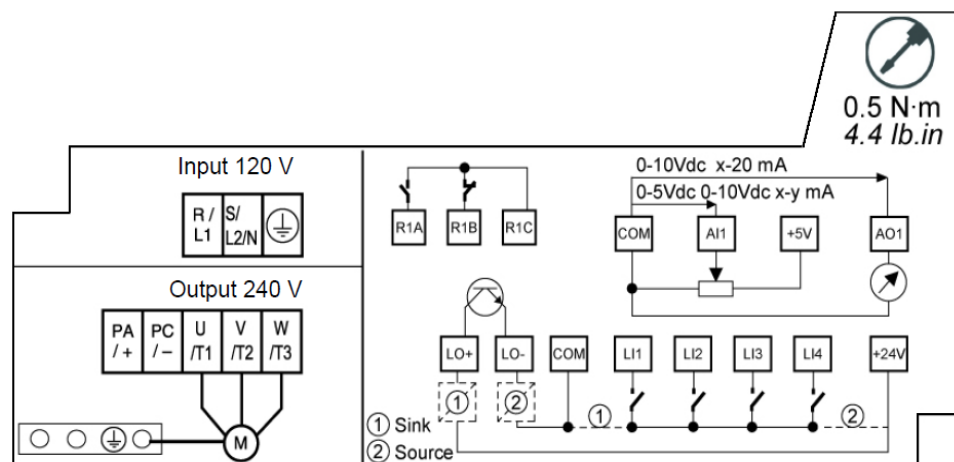 0.5 N·m
4.4 lb.in
Input 120 V
R / L1
S/ L2/N
Output 240 V
PA / +
PC / –
U /T1
V /T2
W /T3
M
R1A
R1B
R1C
0-10Vdc x-20 mA
0-5Vdc 0-10Vdc x-y mA
COM
AI1
+5V
AO1
LO+
LO-
COM
LI1
LI2
LI3
LI4
+24V
①
②
①
②
① Sink
② Source